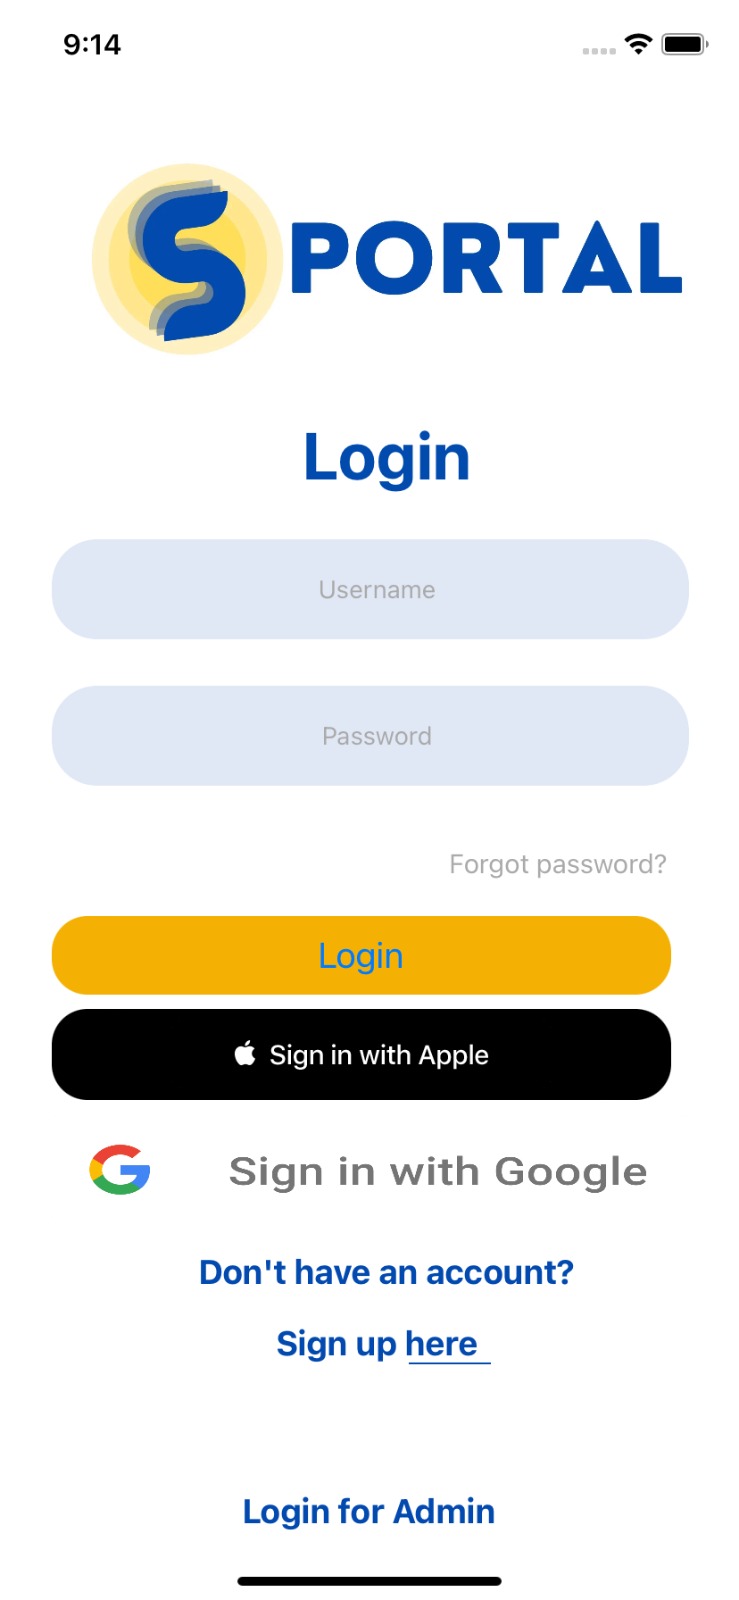 9:14
S PORTAL
Login
Username
Password
Forgot password?
Login
Sign in with Apple
Sign in with Google
Don't have an account?
Sign up here
Login for Admin